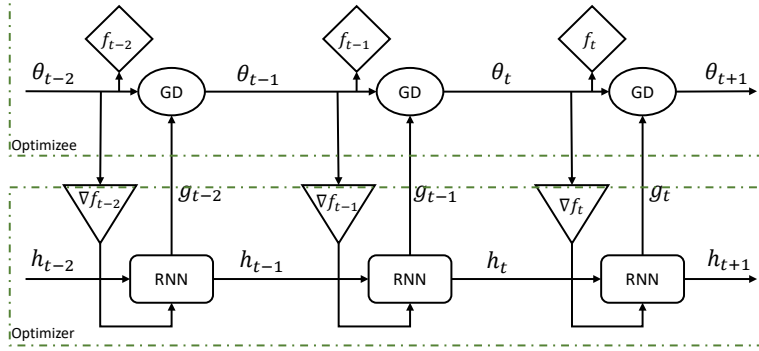 f_{t−2} f_{t−1} f_t
θ_{t−2} GD θ_{t−1} GD θ_t GD θ_{t+1}
Optimizee
∇f_{t−2} g_{t−2} ∇f_{t−1} g_{t−1} ∇f_t g_t
h_{t−2} RNN h_{t−1} RNN h_t RNN h_{t+1}
Optimizer